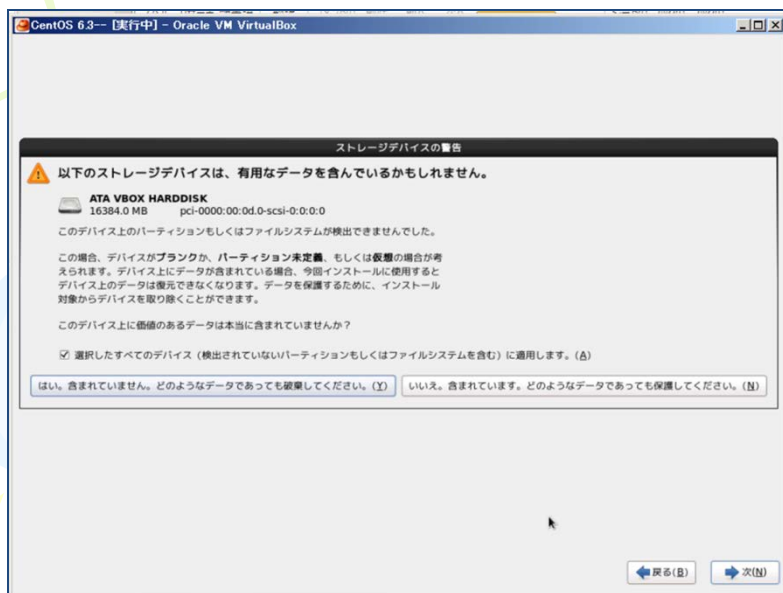 CentOS 6.3-- [実行中] - Oracle VM VirtualBox
ストレージデバイスの警告
以下のストレージデバイスは、有用なデータを含んでいるかもしれません。
ATA VBOX HARDDISK
16384.0 MB pci-0000:00:0d.0-scsi-0:0:0:0
このデバイス上のパーティションもしくはファイルシステムが検出できませんでした。
この場合、デバイスがブランクか、パーティション未定義、もしくは仮想の場合が考
えられます。デバイス上にデータが含まれている場合、今回インストールに使用すると
デバイス上のデータは復元できなくなります。データを保護するために、インストール
対象からデバイスを取り除くことができます。
このデバイス上に価値のあるデータは本当に含まれていませんか？
選択したすべてのデバイス（検出されていないパーティションもしくはファイルシステムを含む）に適用します。(A)
はい。含まれていません。どのようなデータであっても破棄してください。(Y)
いいえ。含まれています。どのようなデータであっても保護してください。(N)
戻る(B)
次(N)